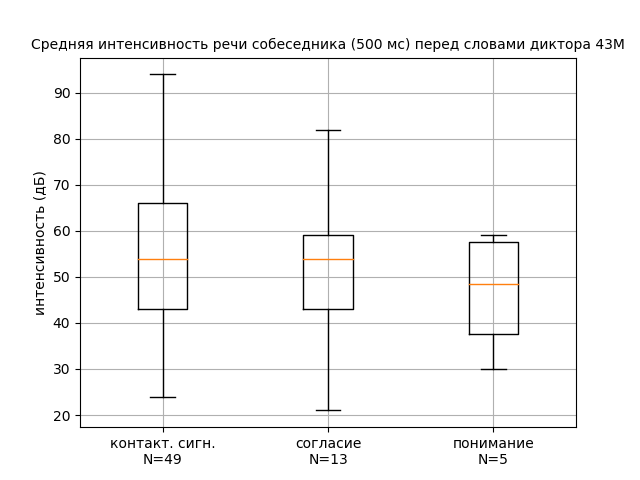 Средняя интенсивность речи собеседника (500 мс) перед словами диктора 43М
интенсивность (дБ)
90
80
70
60
50
40
30
20
контакт. сигн. согласие понимание
N=49 N=13 N=5